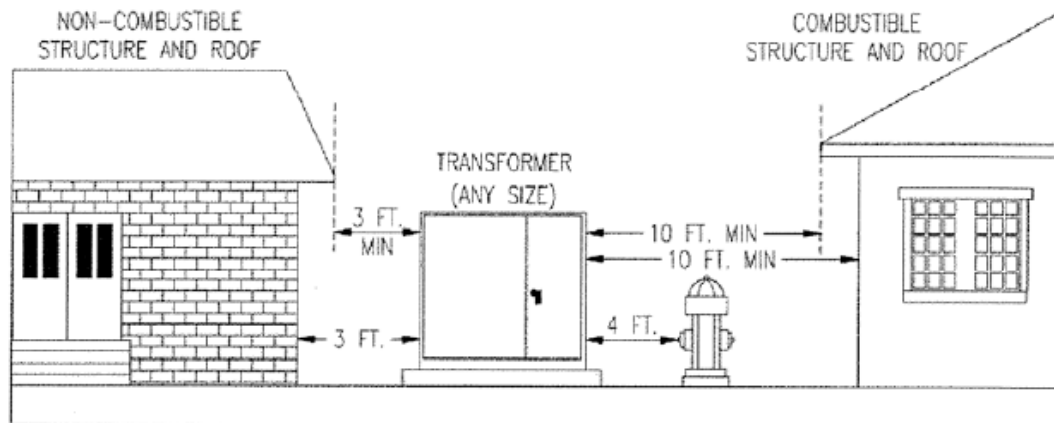 NON-COMBUSTIBLE
STRUCTURE AND ROOF
COMBUSTIBLE
STRUCTURE AND ROOF
TRANSFORMER
(ANY SIZE)
3 FT.
MIN
10 FT. MIN
10 FT. MIN
3 FT.
4 FT.